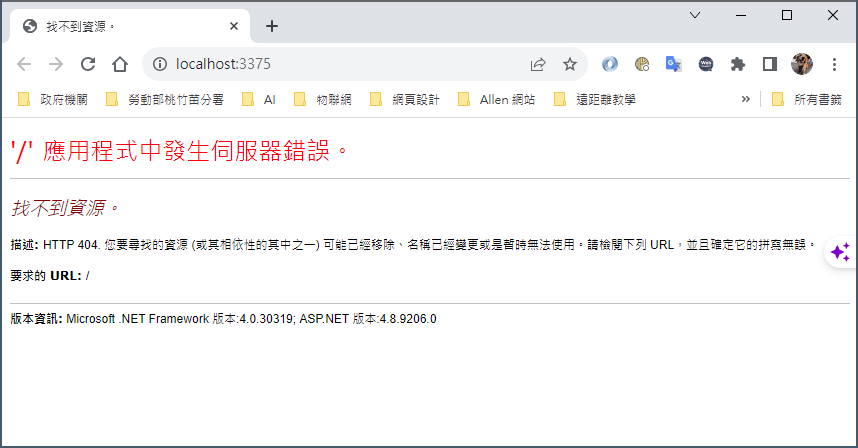 找不到資源。
localhost:3375
政府機關 勞動部桃竹苗分署 AI 物聯網 網頁設計 Allen 網站 遠距離教學 » 所有書籤
'/' 應用程式中發生伺服器錯誤。
找不到資源。
描述: HTTP 404. 您要尋找的資源 (或其相依性的其中之一) 可能已經移除、名稱已經變更或是暫時無法使用。請檢閱下列 URL，並且確定它的拼寫無誤。
要求的 URL: /
版本資訊: Microsoft .NET Framework 版本:4.0.30319; ASP.NET 版本:4.8.9206.0